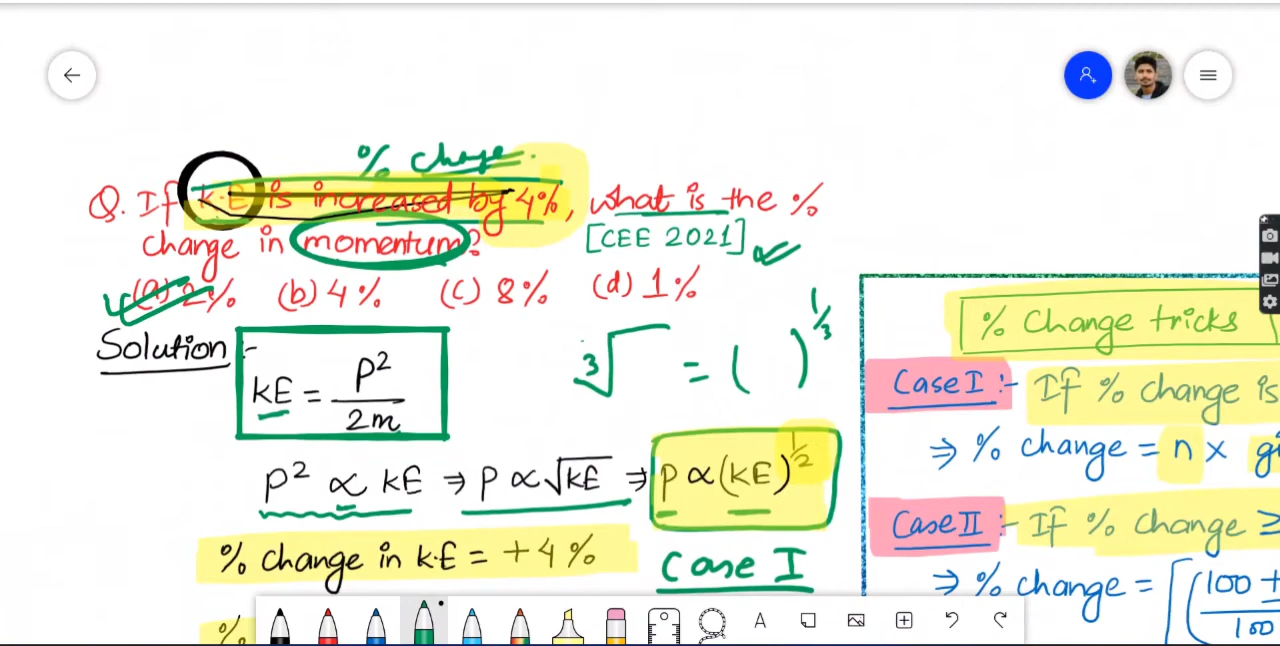 % change.
Q. If K.E is increased by 4%, what is the %
change in momentum? [CEE 2021]
(a) 2% (b) 4% (c) 8% (d) 1%
Solution:-
KE = P²/2m
3√ = ( )^1/3
P² ∝ KE ⇒ P ∝ √KE ⇒ P ∝ (KE)^1/2
% change in K.E = +4%
Case I
%
% Change tricks
Case I :- If % change is
⇒ % change = n ×
Case II :- If % change ≥
⇒ % change = [(100 +
100
A